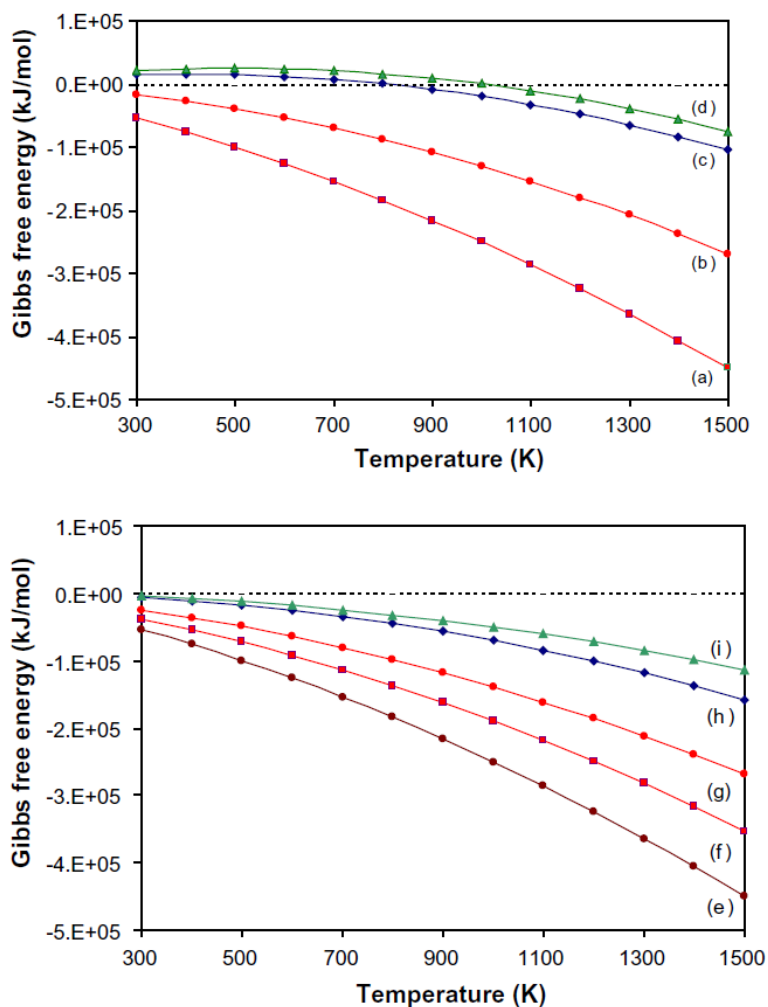 Gibbs free energy (kJ/mol)
1.E+05
0.E+00
-1.E+05
-2.E+05
-3.E+05
-4.E+05
-5.E+05
(d)
(c)
(b)
(a)
300 500 700 900 1100 1300 1500
Temperature (K)
Gibbs free energy (kJ/mol)
1.E+05
0.E+00
-1.E+05
-2.E+05
-3.E+05
-4.E+05
-5.E+05
(i)
(h)
(g)
(f)
(e)
300 500 700 900 1100 1300 1500
Temperature (K)